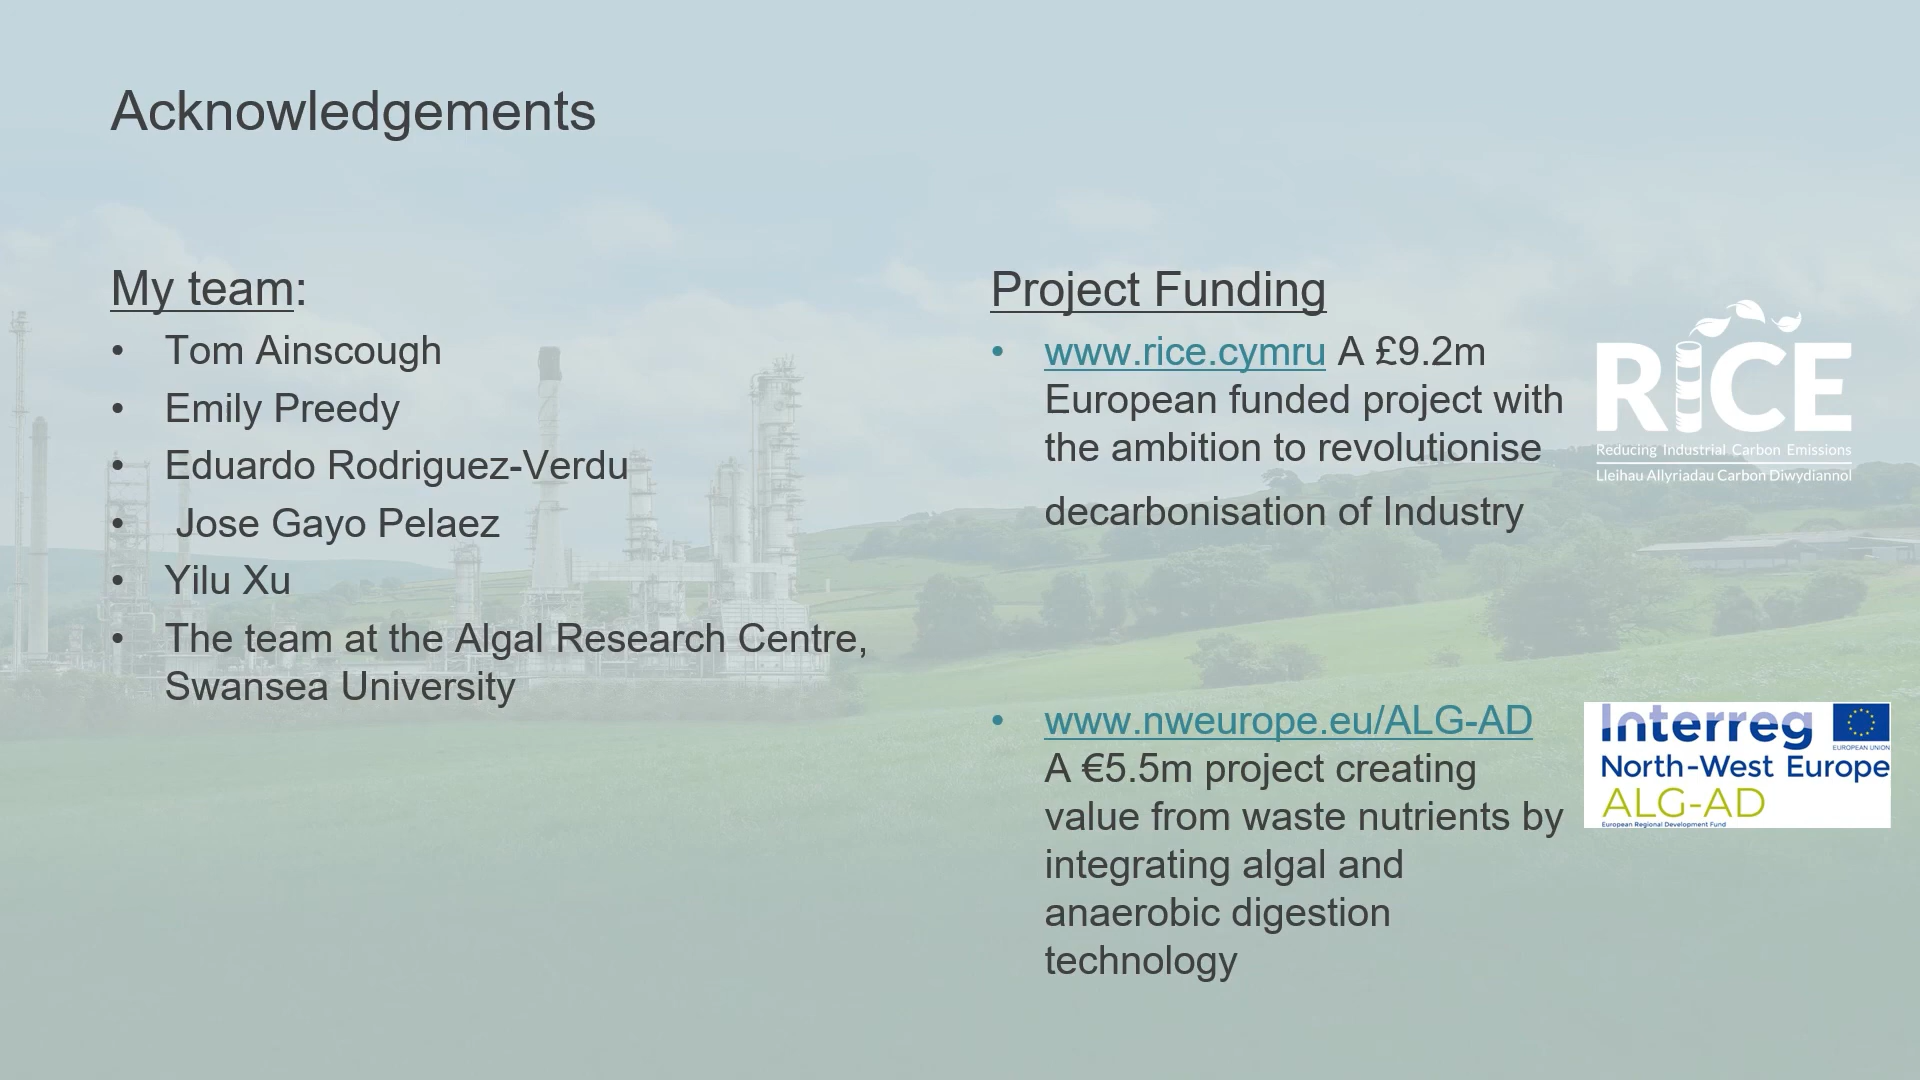 Acknowledgements
My team:
• Tom Ainscough
• Emily Preedy
• Eduardo Rodriguez-Verdu
• Jose Gayo Pelaez
• Yilu Xu
• The team at the Algal Research Centre,
Swansea University
Project Funding
• www.rice.cymru A £9.2m
European funded project with
the ambition to revolutionise
decarbonisation of Industry
RICE
Reducing Industrial Carbon Emissions
Lleihau Allyriadau Carbon Diwydiannol
• www.nweurope.eu/ALG-AD
A €5.5m project creating
value from waste nutrients by
integrating algal and
anaerobic digestion
technology
Interreg
EUROPEAN UNION
North-West Europe
ALG-AD
European Regional Development Fund